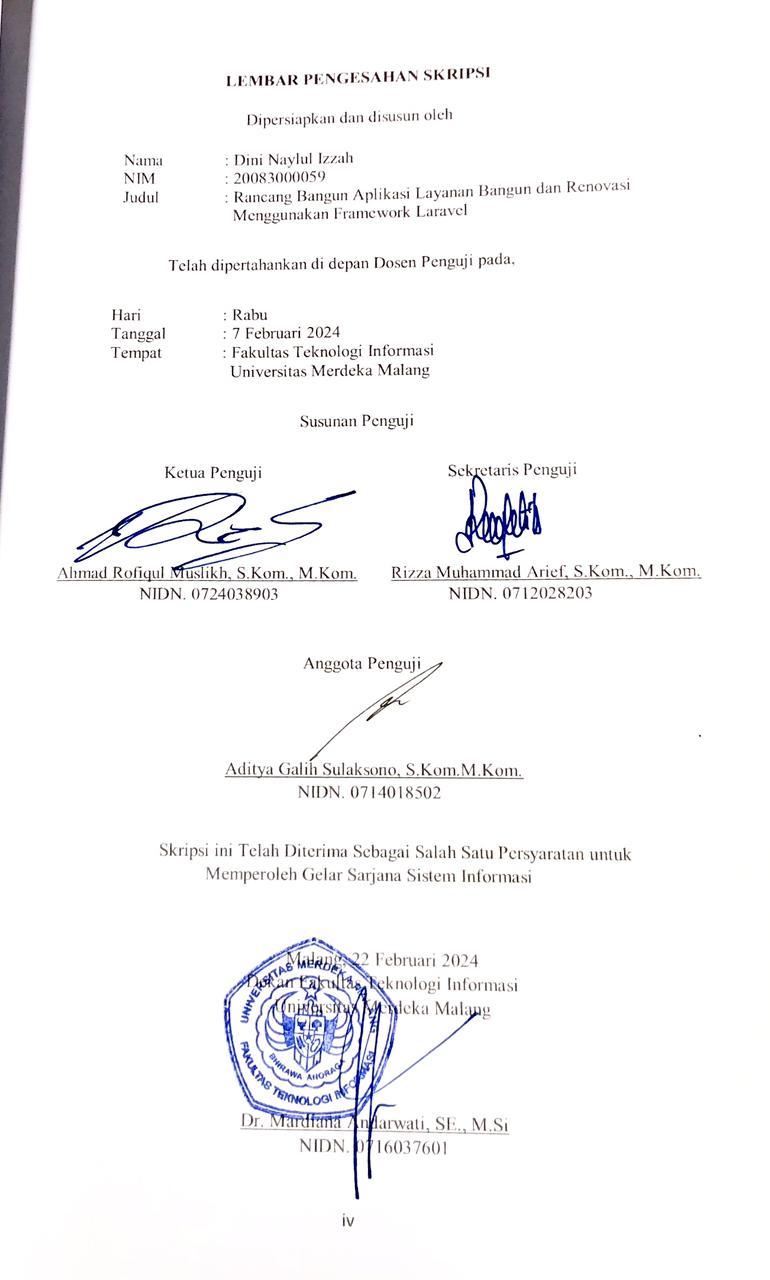 LEMBAR PENGESAHAN SKRIPSI
Dipersiapkan dan disusun oleh
Nama : Dini Naylul Izzah
NIM : 20083000059
Judul : Rancang Bangun Aplikasi Layanan Bangun dan Renovasi
Menggunakan Framework Laravel
Telah dipertahankan di depan Dosen Penguji pada,
Hari : Rabu
Tanggal : 7 Februari 2024
Tempat : Fakultas Teknologi Informasi
Universitas Merdeka Malang
Susunan Penguji
Ketua Penguji Sekretaris Penguji
Ahmad Rofiqul Muslikh, S.Kom., M.Kom. Rizza Muhammad Arief, S.Kom., M.Kom.
NIDN. 0724038903 NIDN. 0712028203
Anggota Penguji
Aditya Galih Sulaksono, S.Kom.M.Kom.
NIDN. 0714018502
Skripsi ini Telah Diterima Sebagai Salah Satu Persyaratan untuk
Memperoleh Gelar Sarjana Sistem Informasi
Malang, 22 Februari 2024
Dekan Fakultas Teknologi Informasi
Universitas Merdeka Malang
UNIVERSITAS MERDEKA
BHIRAWA ANORAGA
FAKULTAS TEKNOLOGI INFORMASI
Dr. Mardiana Andarwati, SE., M.Si
NIDN. 0716037601
iv